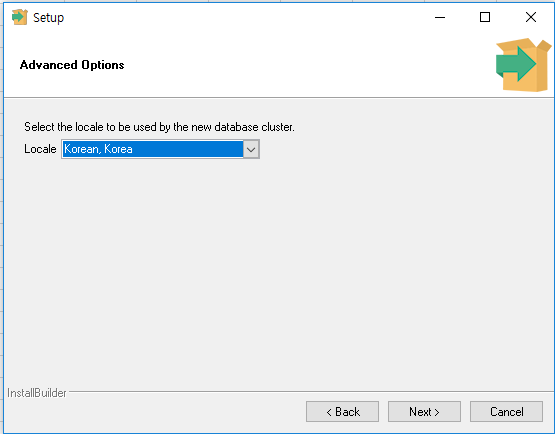 Setup
Advanced Options
Select the locale to be used by the new database cluster.
Locale Korean, Korea
InstallBuilder
< Back Next > Cancel